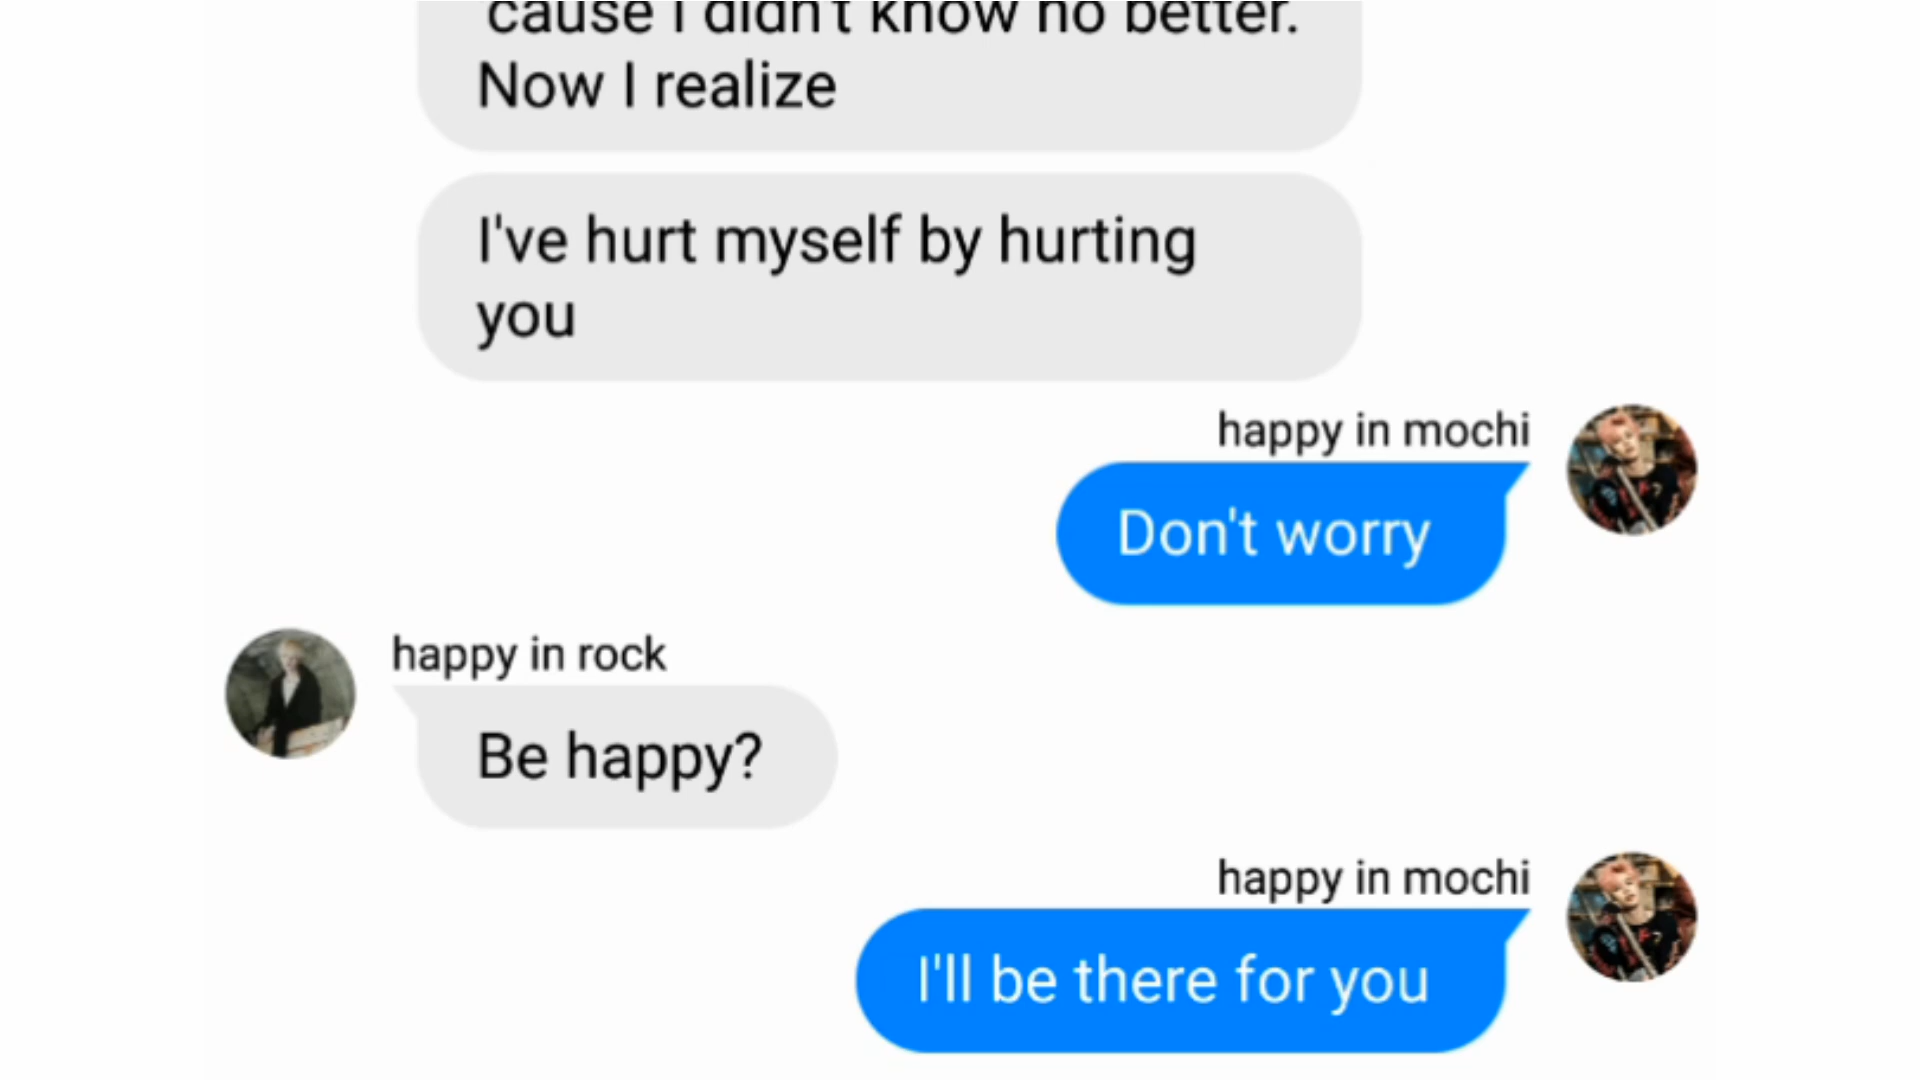 'cause I didn't know no better.
Now I realize
I've hurt myself by hurting
you
happy in mochi
Don't worry
happy in rock
Be happy?
happy in mochi
I'll be there for you